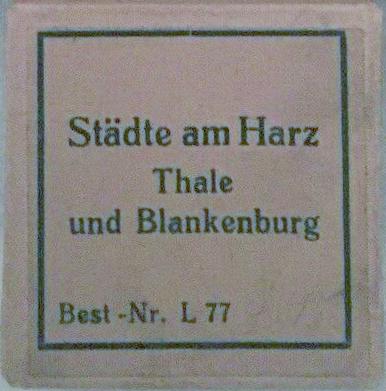 Städte am Harz
Thale
und Blankenburg
Best.-Nr. L 77